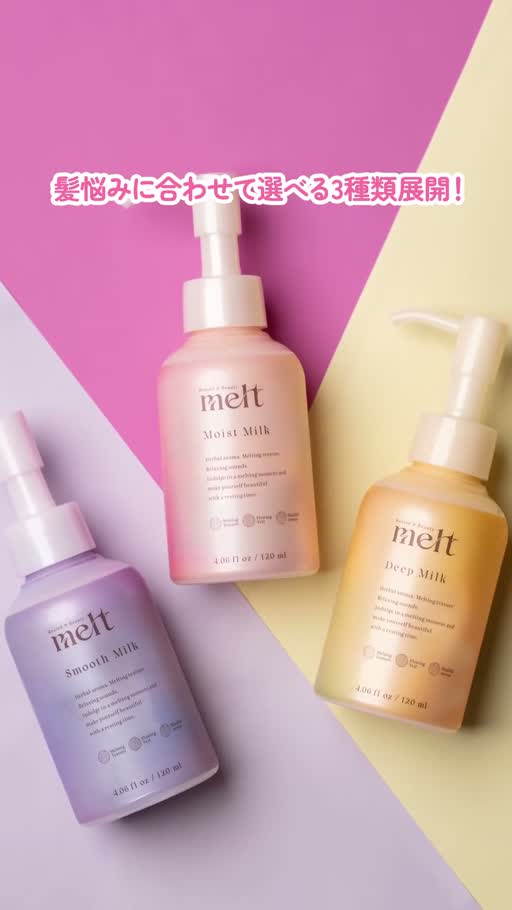 髪悩みに合わせて選べる3種類展開！
melt
Moist Milk
Herbal aroma. Melting texture.
Relaxing sounds.
Indulge in a melting moment and
make yourself beautiful
with a resting time.
4.06 fl oz / 120 ml
melt
Deep Milk
Herbal aroma. Melting texture.
Relaxing sounds.
Indulge in a melting moment and
make yourself beautiful
with a resting time.
4.06 fl oz / 120 ml
melt
Smooth Milk
Herbal aroma. Melting texture.
Relaxing sounds.
Indulge in a melting moment and
make yourself beautiful
with a resting time.
4.06 fl oz / 120 ml